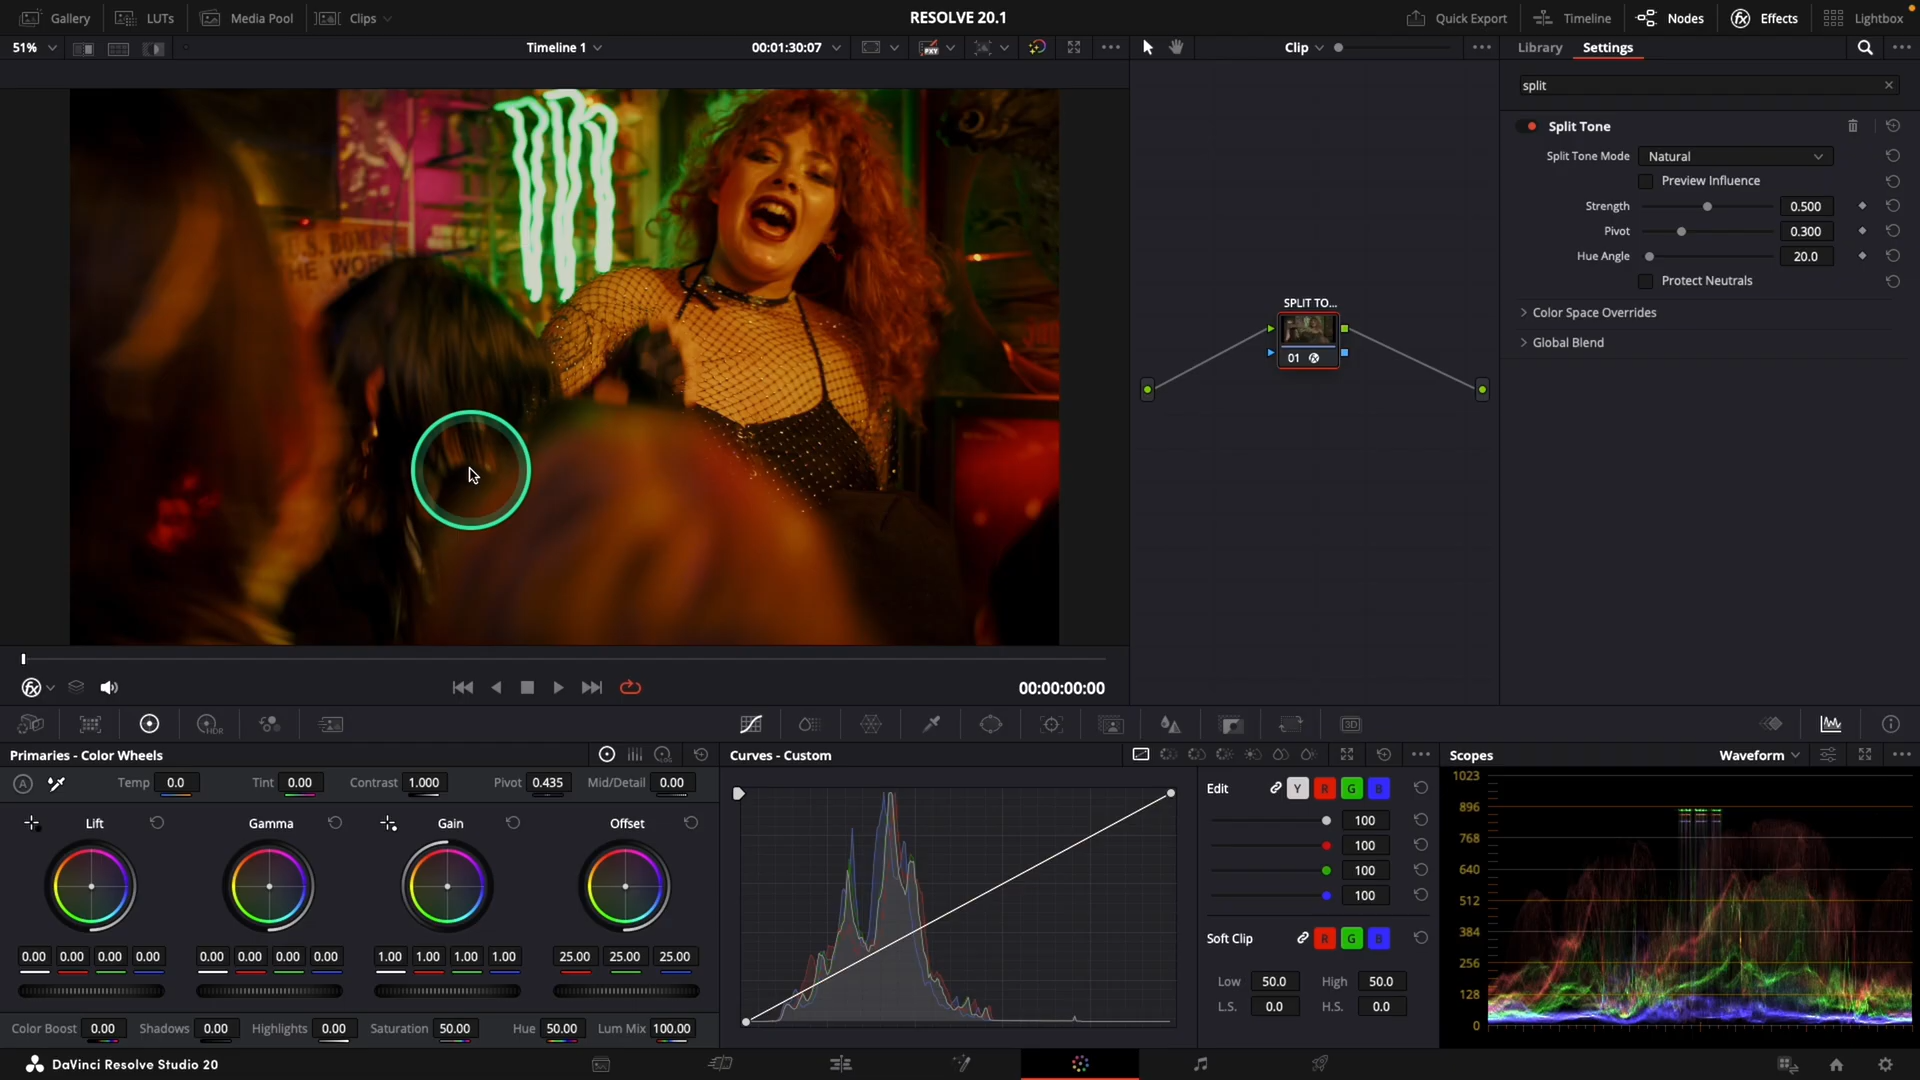 Gallery LUTs Media Pool Clips RESOLVE 20.1 Quick Export Timeline Nodes Effects Lightbox
51% Timeline 1 00:01:30:07 Clip Library Settings
split
Split Tone
Split Tone Mode Natural
Preview Influence
Strength 0.500
Pivot 0.300
Hue Angle 20.0
Protect Neutrals
Color Space Overrides
Global Blend
U.S. BOM
THE WOR
SPLIT TO...
01
00:00:00:00
Primaries - Color Wheels
Temp 0.0 Tint 0.00 Contrast 1.000 Pivot 0.435 Mid/Detail 0.00
Lift Gamma Gain Offset
0.00 0.00 0.00 0.00 0.00 0.00 0.00 0.00 1.00 1.00 1.00 1.00 25.00 25.00 25.00
Color Boost 0.00 Shadows 0.00 Highlights 0.00 Saturation 50.00 Hue 50.00 Lum Mix 100.00
Curves - Custom
Edit Y R G B
100
100
100
100
Soft Clip R G B
Low 50.0 High 50.0
L.S. 0.0 H.S. 0.0
Scopes Waveform
1023
896
768
640
512
384
256
128
0
DaVinci Resolve Studio 20
HDR
LOG
3D
A